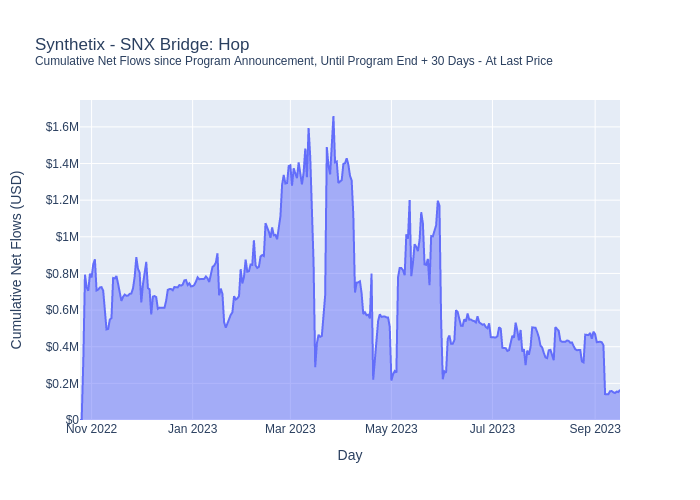 Synthetix - SNX Bridge: Hop
Cumulative Net Flows since Program Announcement, Until Program End + 30 Days - At Last Price
Cumulative Net Flows (USD)
$1.6M
$1.4M
$1.2M
$1M
$0.8M
$0.6M
$0.4M
$0.2M
$0
Nov 2022 Jan 2023 Mar 2023 May 2023 Jul 2023 Sep 2023
Day